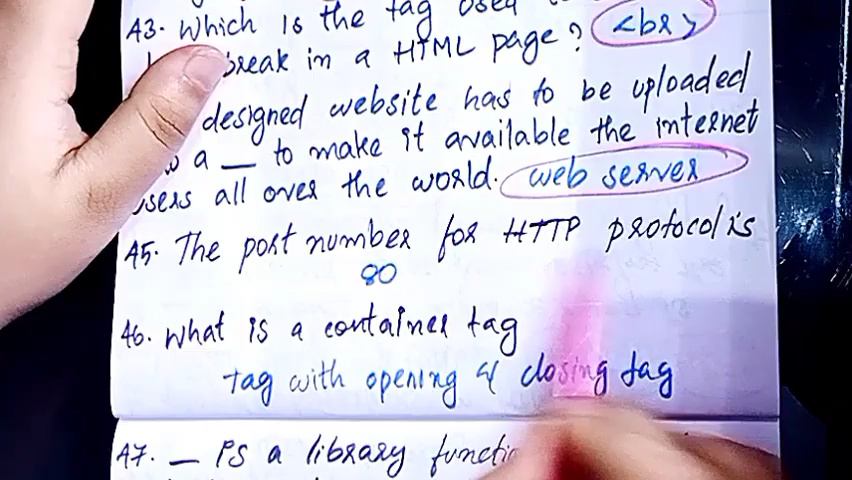 43. Which is the tag used
break in a HTML page? <br>
designed website has to be uploaded
a __ to make it available the internet
users all over the world. web server
45. The port number for HTTP protocol is
80
46. What is a container tag
tag with opening & closing tag
47. __ is a library